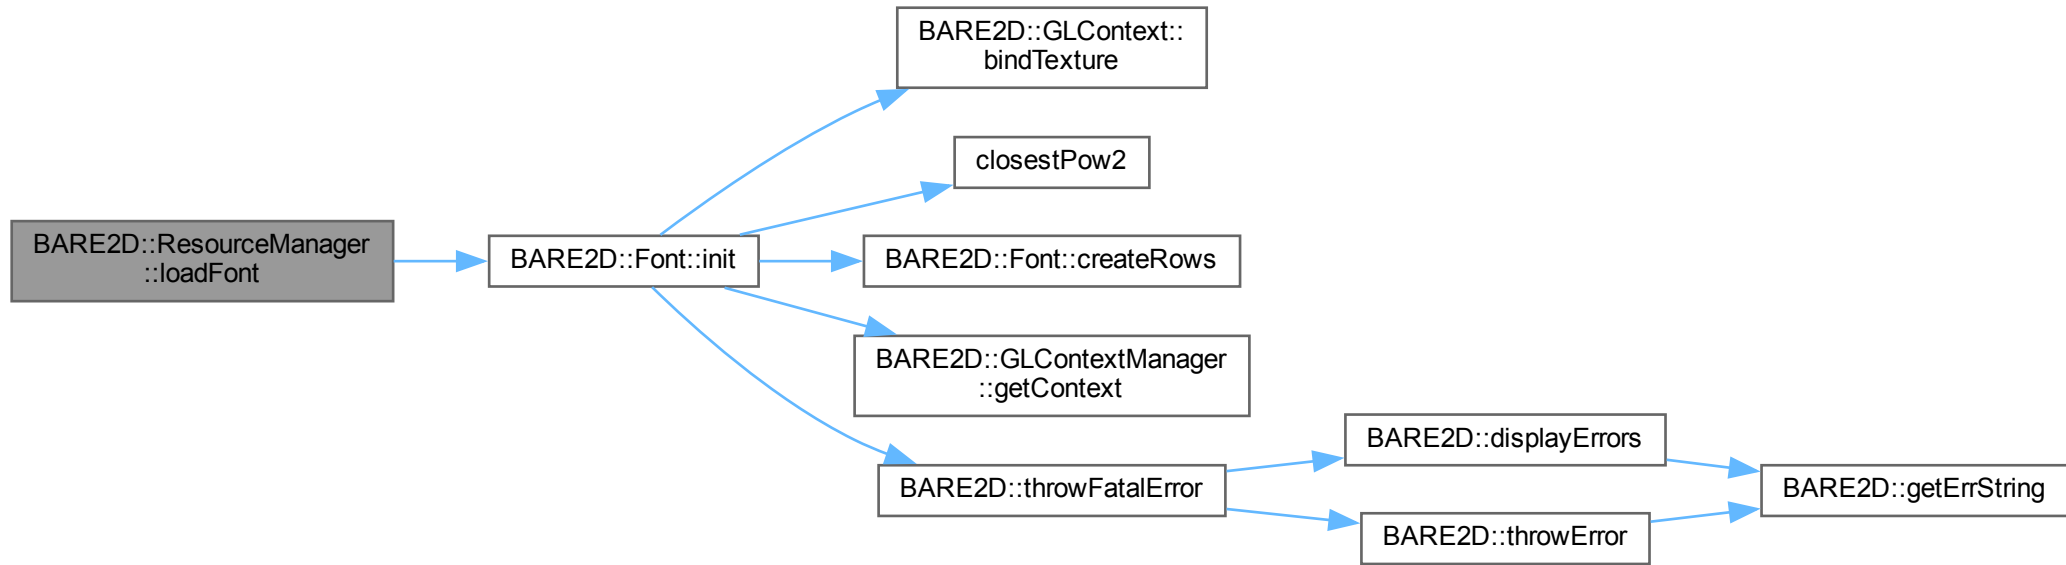 BARE2D::ResourceManager
::loadFont
BARE2D::Font::init
BARE2D::GLContext::
bindTexture
closestPow2
BARE2D::Font::createRows
BARE2D::GLContextManager
::getContext
BARE2D::throwFatalError
BARE2D::displayErrors
BARE2D::throwError
BARE2D::getErrString